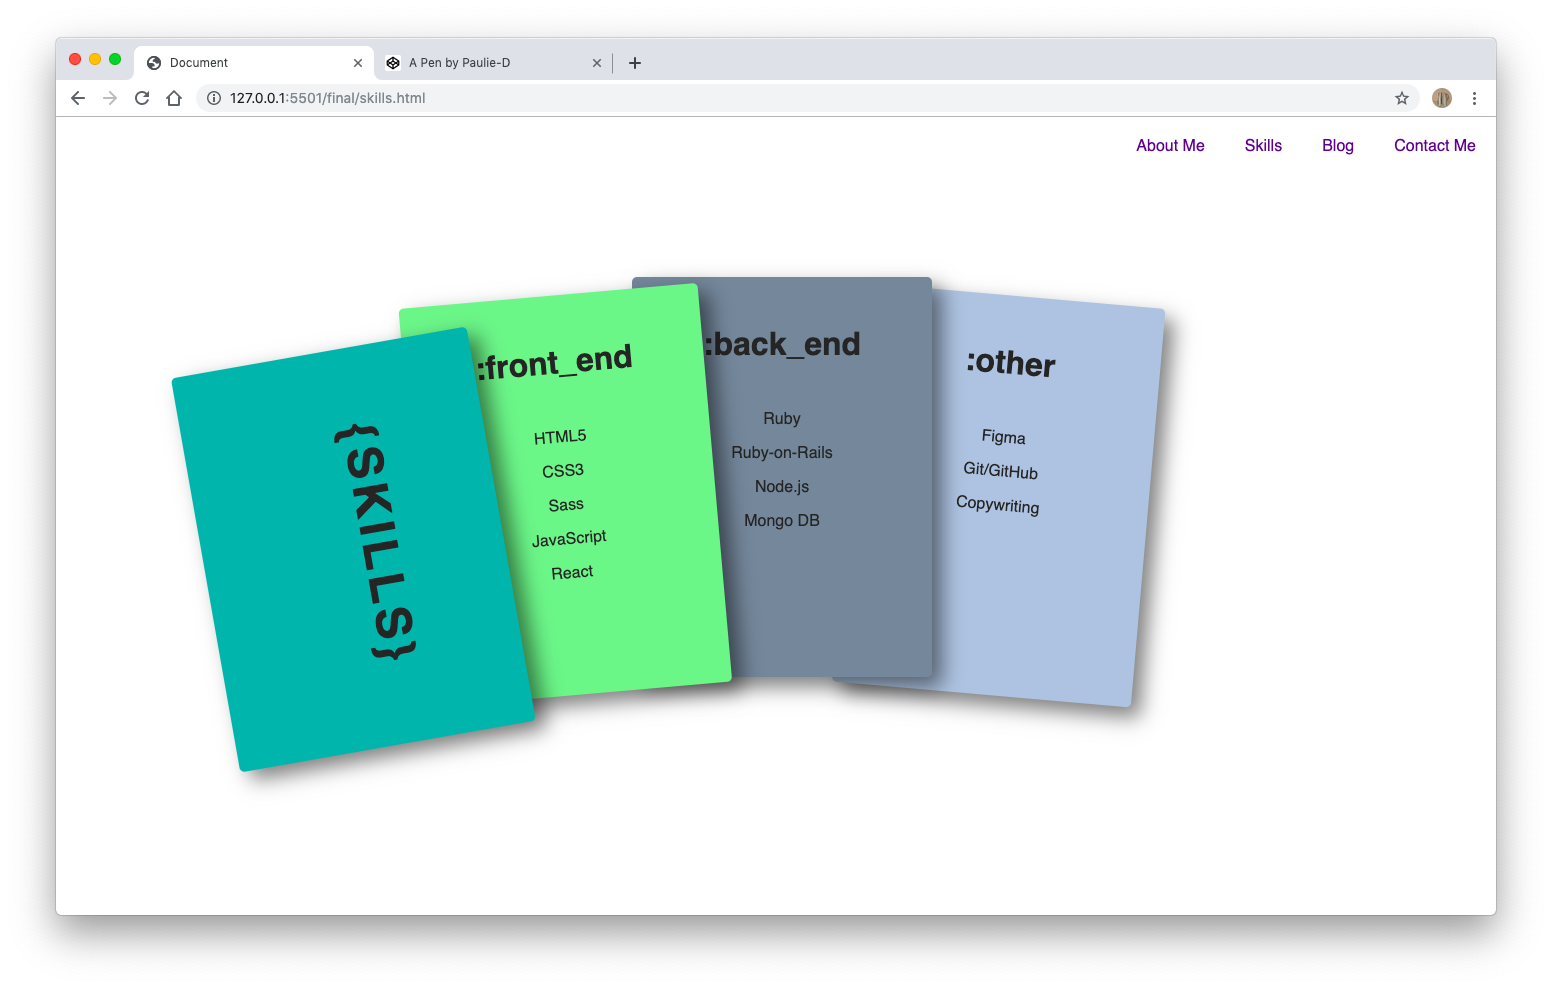 Document
A Pen by Paulie-D
127.0.0.1:5501/final/skills.html
About Me
Skills
Blog
Contact Me
{SKILLS}
:front_end
HTML5
CSS3
Sass
JavaScript
React
:back_end
Ruby
Ruby-on-Rails
Node.js
Mongo DB
:other
Figma
Git/GitHub
Copywriting